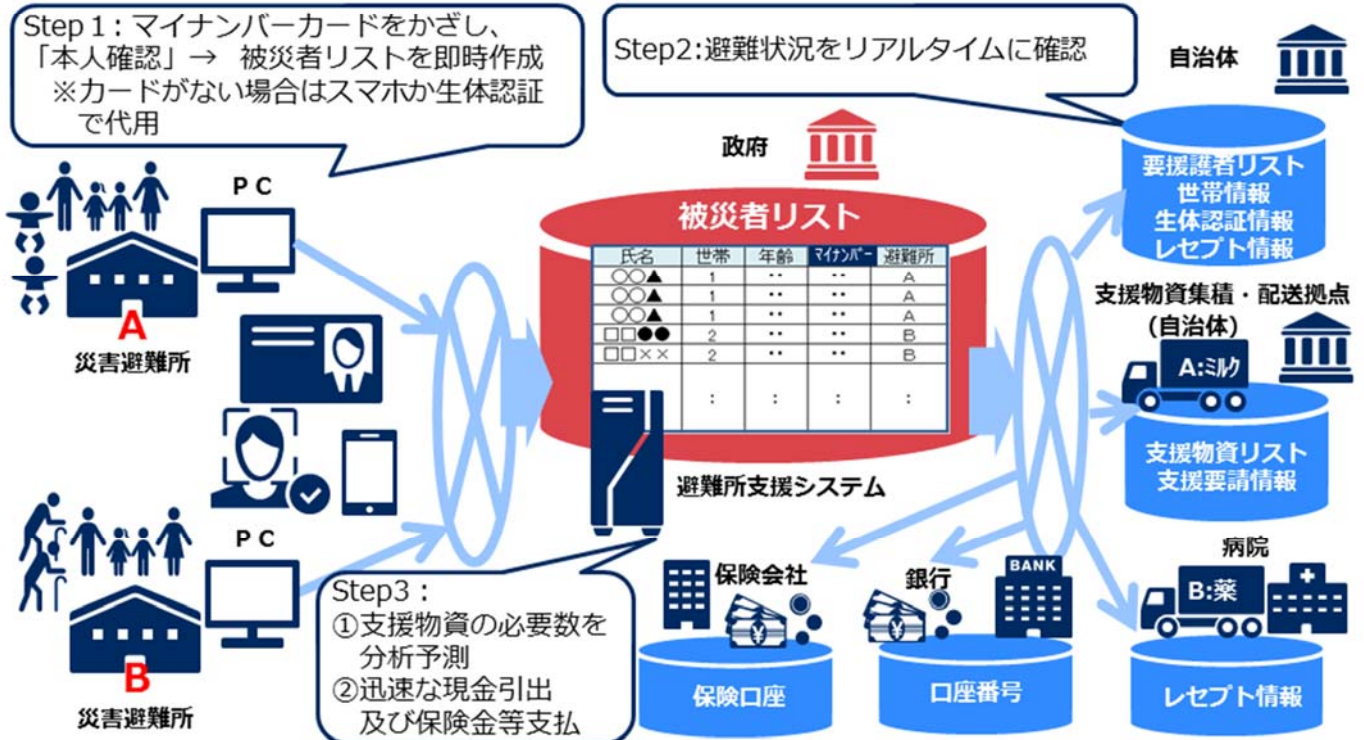 Step 1：マイナンバーカードをかざし、
「本人確認」→ 被災者リストを即時作成
※カードがない場合はスマホか生体認証
で代用
Step2:避難状況をリアルタイムに確認
自治体
要援護者リスト
世帯情報
生体認証情報
レセプト情報
政府
被災者リスト
氏名 世帯 年齢 マイナンバー 避難所
○○▲ 1 ・・ ・・ A
○○▲ 1 ・・ ・・ A
○○▲ 1 ・・ ・・ A
□□●● 2 ・・ ・・ B
□□×× 2 ・・ ・・ B
： ： ： ：
避難所支援システム
ＰＣ
A
災害避難所
ＰＣ
B
災害避難所
支援物資集積・配送拠点
(自治体)
A:ミルク
支援物資リスト
支援要請情報
Step3：
①支援物資の必要数を
分析予測
②迅速な現金引出
及び保険金等支払
保険会社
¥
保険口座
銀行
¥
BANK
口座番号
病院
B:薬
レセプト情報